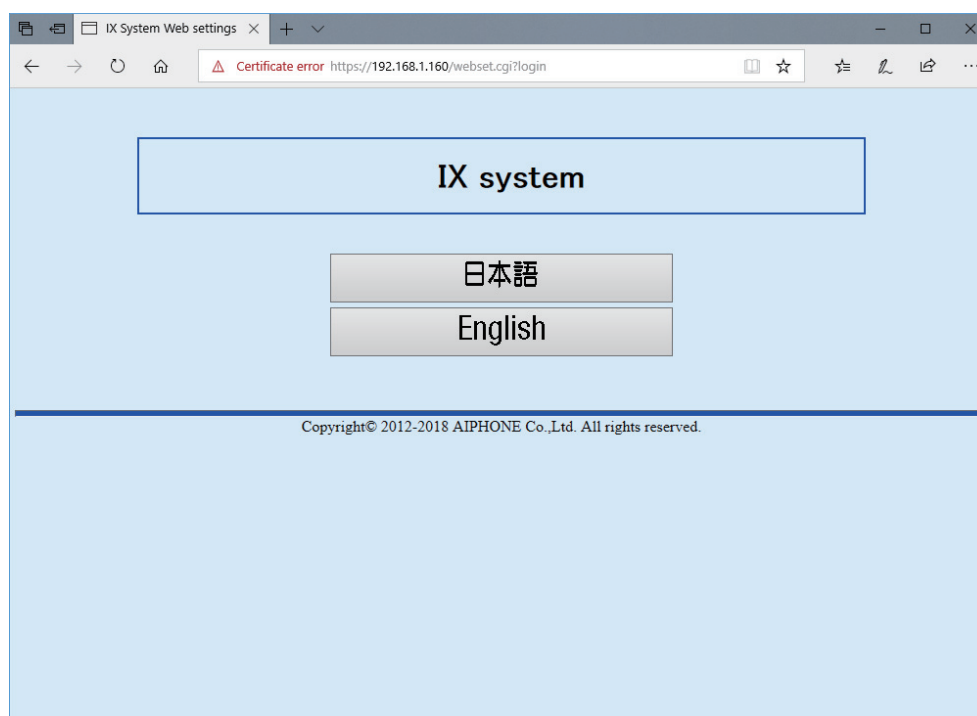 IX System Web settings
Certificate error https://192.168.1.160/webset.cgi?login
IX system
日本語
English
Copyright© 2012-2018 AIPHONE Co.,Ltd. All rights reserved.